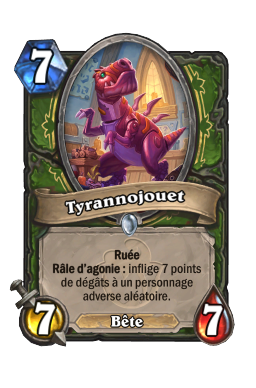 7
Tyrannojouet
Ruée
Râle d'agonie : inflige 7 points
de dégâts à un personnage
adverse aléatoire.
7
Bête
7